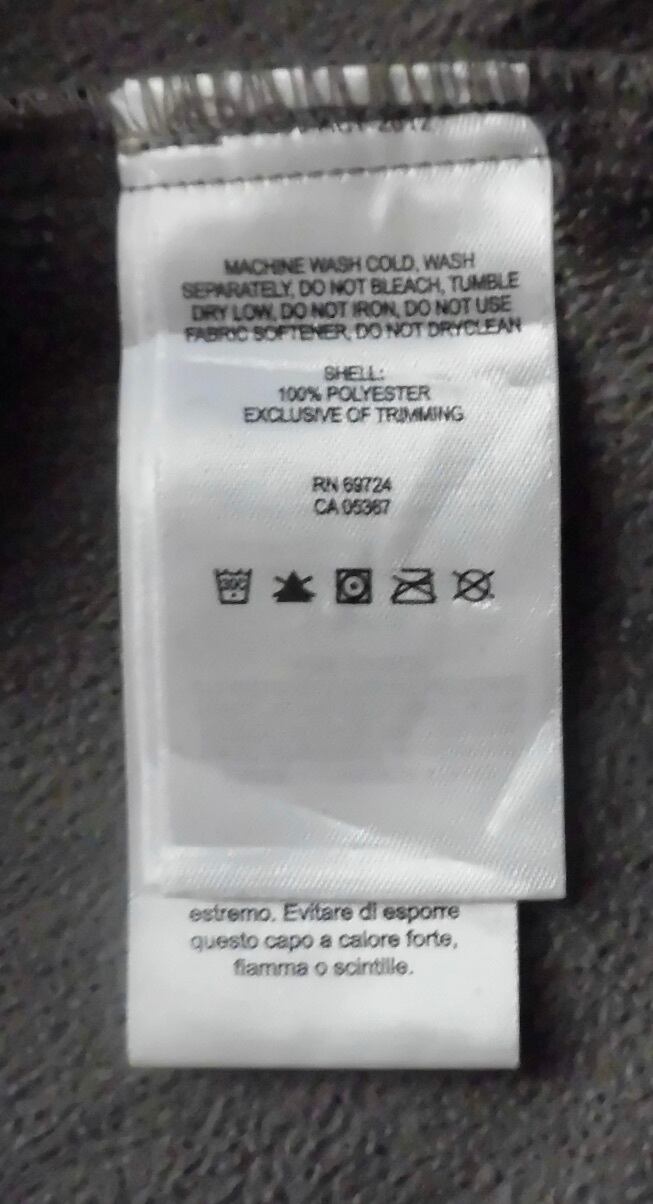 2012
MACHINE WASH COLD, WASH
SEPARATELY, DO NOT BLEACH, TUMBLE
DRY LOW, DO NOT IRON, DO NOT USE
FABRIC SOFTENER, DO NOT DRYCLEAN
SHELL:
100% POLYESTER
EXCLUSIVE OF TRIMMING
RN 69724
CA 05367
30C
estremo. Evitare di esporre
questo capo a calore forte,
fiamma o scintille.